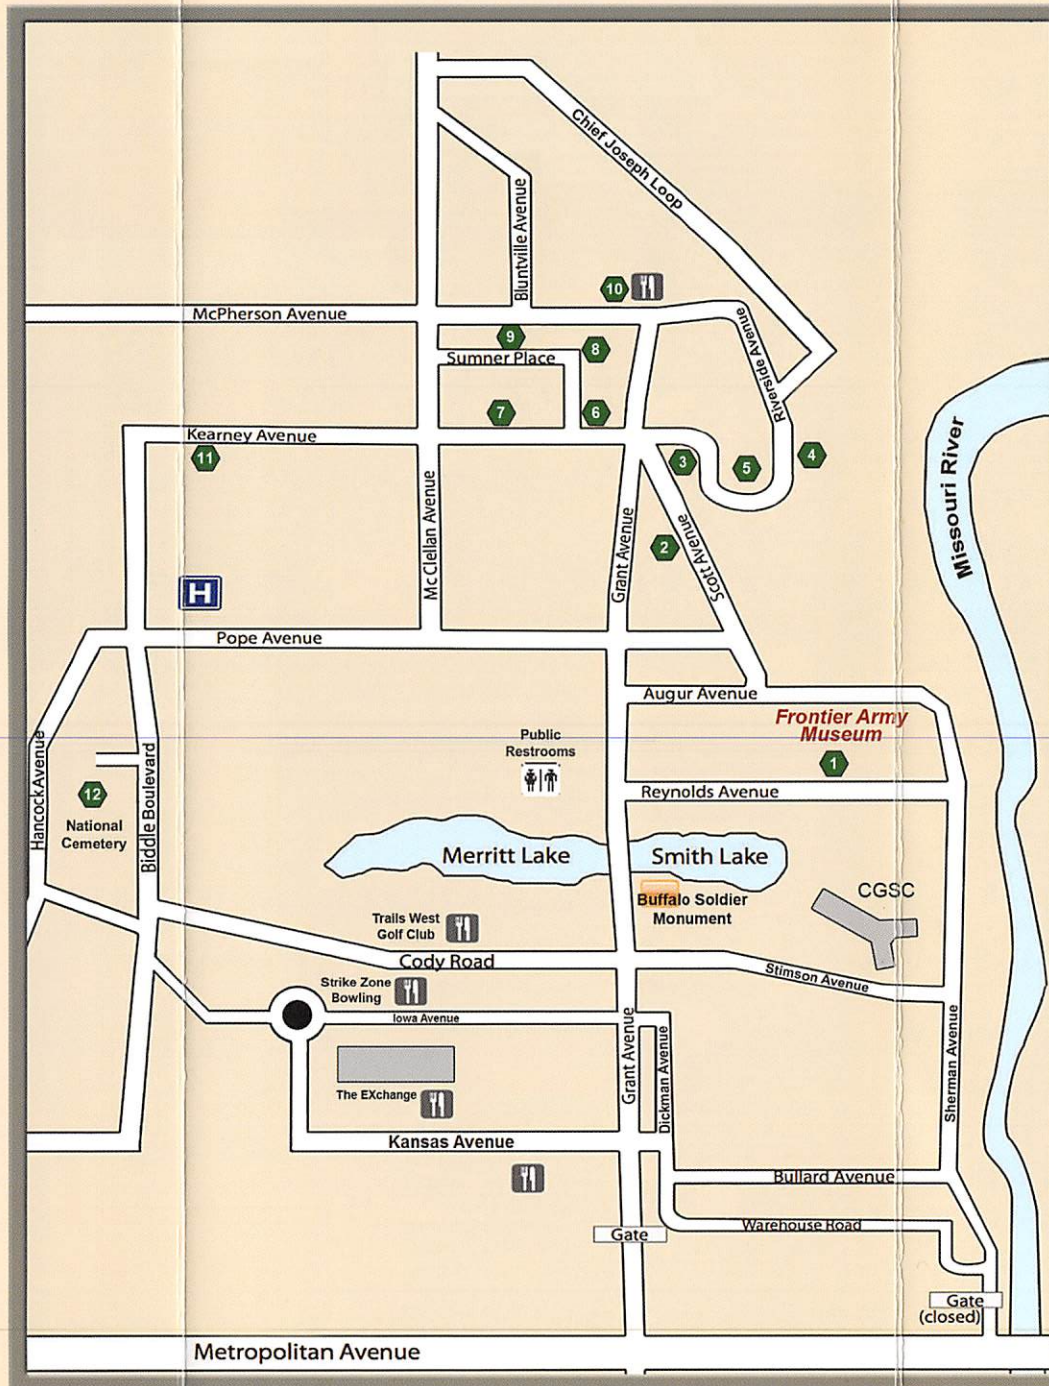 Chief Joseph Loop
Bluntville Avenue
10
McPherson Avenue
Riverside Avenue
9
8
Sumner Place
7
6
Kearney Avenue
11
3
5
4
Missouri River
McClellan Avenue
Grant Avenue
2
Scott Avenue
H
Pope Avenue
Augur Avenue
Frontier Army
Museum
1
Public
Restrooms
Reynolds Avenue
Hancock Avenue
Biddle Boulevard
12
National
Cemetery
Merritt Lake
Smith Lake
CGSC
Buffalo Soldier
Monument
Trails West
Golf Club
Cody Road
Stimson Avenue
Strike Zone
Bowling
Iowa Avenue
Grant Avenue
Dickman Avenue
Sherman Avenue
The EXchange
Kansas Avenue
Bullard Avenue
Warehouse Road
Gate
Gate
(closed)
Metropolitan Avenue